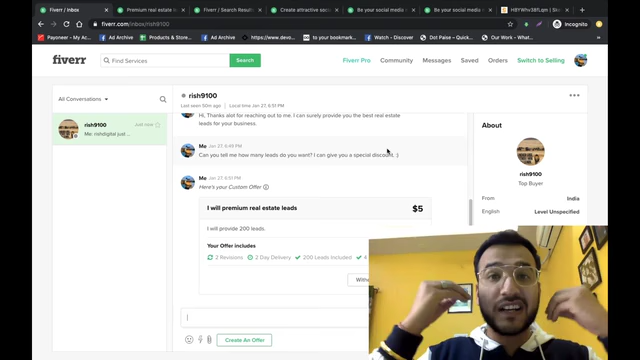 Fiverr / Inbox
Premium real estate le
Fiverr / Search Result
Create attractive social
Be your social media
Be your social media
H8YWhv38lLqm | Sli
fiverr.com/inbox/rish9100
Incognito
Payoneer - My Ac...
Ad Archive
Products & Store...
Ad Archive
https://www.devo...
to your bookmark...
Watch - Discover
Dot Paise - Quickly...
Our Work - What...
fiverr.
Find Services
Search
Fiverr Pro
Community
Messages
Saved
Orders
Switch to Selling
All Conversations
rish9100
Last seen 50m ago | Local time Jan 27, 6:51 PM
rish9100
Just now
Me: rishdigital just ...
Hi, Thanks alot for reaching out to me. I can surely provide you the best real estate
leads for your business.
Me Jan 27, 6:49 PM
Can you tell me how many leads do you want? I can give you a special discount. :)
Me Jan 27, 6:51 PM
Here's your Custom Offer
I will premium real estate leads
$5
I will provide 200 leads.
Your Offer includes
2 Revisions
2 Day Delivery
200 Leads Included
4
Create An Offer
About
rish9100
Top Buyer
From India
English Level Unspecified